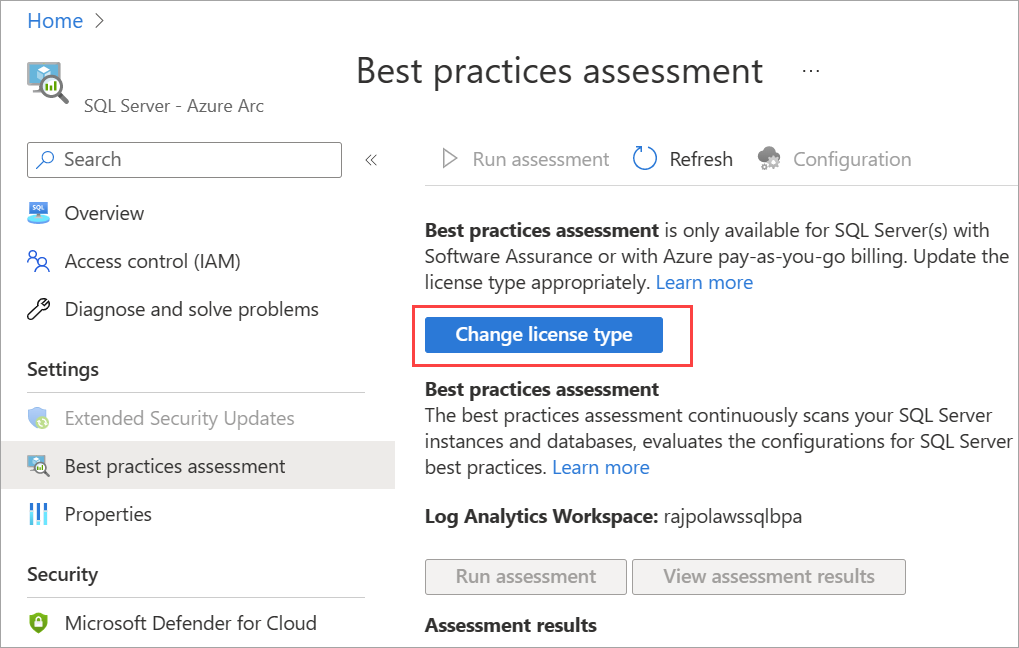 Home
Best practices assessment
SQL Server - Azure Arc
Search
Overview
Access control (IAM)
Diagnose and solve problems
Settings
Extended Security Updates
Best practices assessment
Properties
Security
Microsoft Defender for Cloud
Run assessment Refresh Configuration
Best practices assessment is only available for SQL Server(s) with
Software Assurance or with Azure pay-as-you-go billing. Update the
license type appropriately. Learn more
Change license type
Best practices assessment
The best practices assessment continuously scans your SQL Server
instances and databases, evaluates the configurations for SQL Server
best practices. Learn more
Log Analytics Workspace: rajpolawssqlbpa
Run assessment View assessment results
Assessment results